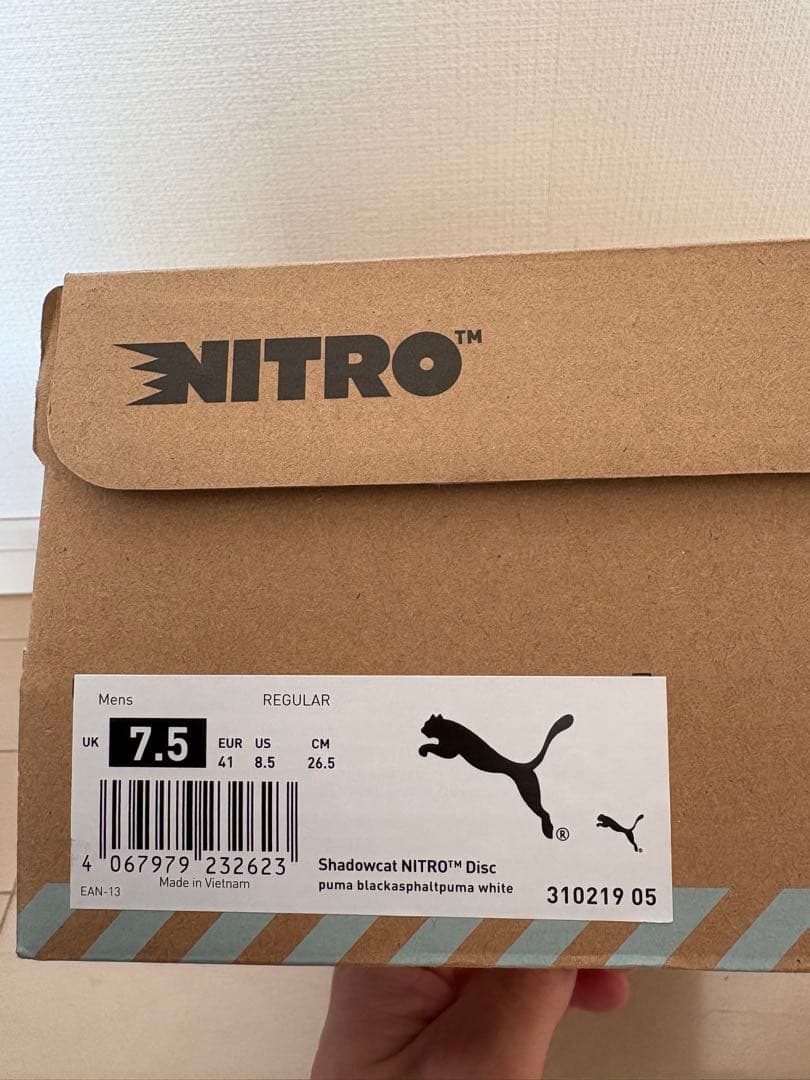 NITRO™
Mens REGULAR
UK 7.5 EUR US CM
41 8.5 26.5
4 067979 232623
EAN-13 Made in Vietnam
®
Shadowcat NITRO™ Disc
puma blackasphaltpuma white
310219 05